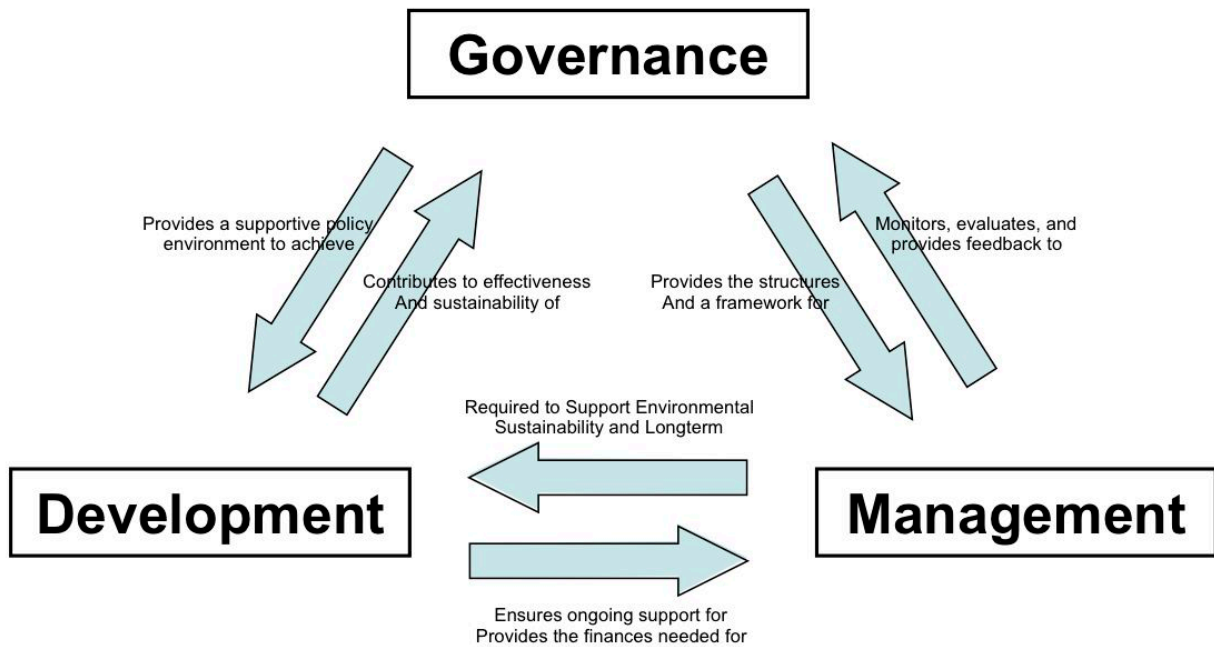 Governance
Provides a supportive policy
environment to achieve
Monitors, evaluates, and
provides feedback to
Contributes to effectiveness
And sustainability of
Provides the structures
And a framework for
Required to Support Environmental
Sustainability and Longterm
Development
Management
Ensures ongoing support for
Provides the finances needed for